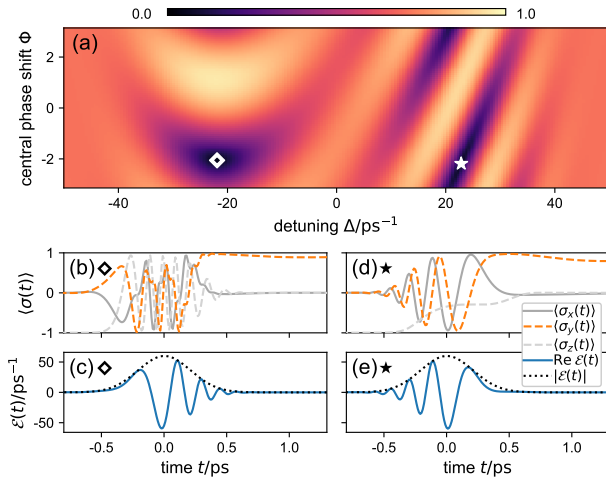 0.0 1.0
(a)
central phase shift Φ
2
0
-2
-40 -20 0 20 40
detuning Δ/ps⁻¹
(b) (d)
⟨σ(t)⟩
1
0
-1
⟨σx(t)⟩
⟨σy(t)⟩
⟨σz(t)⟩
Re ℰ(t)
|ℰ(t)|
(c) (e)
ℰ(t)/ps⁻¹
50
0
-50
-0.5 0.0 0.5 1.0 -0.5 0.0 0.5 1.0
time t/ps time t/ps